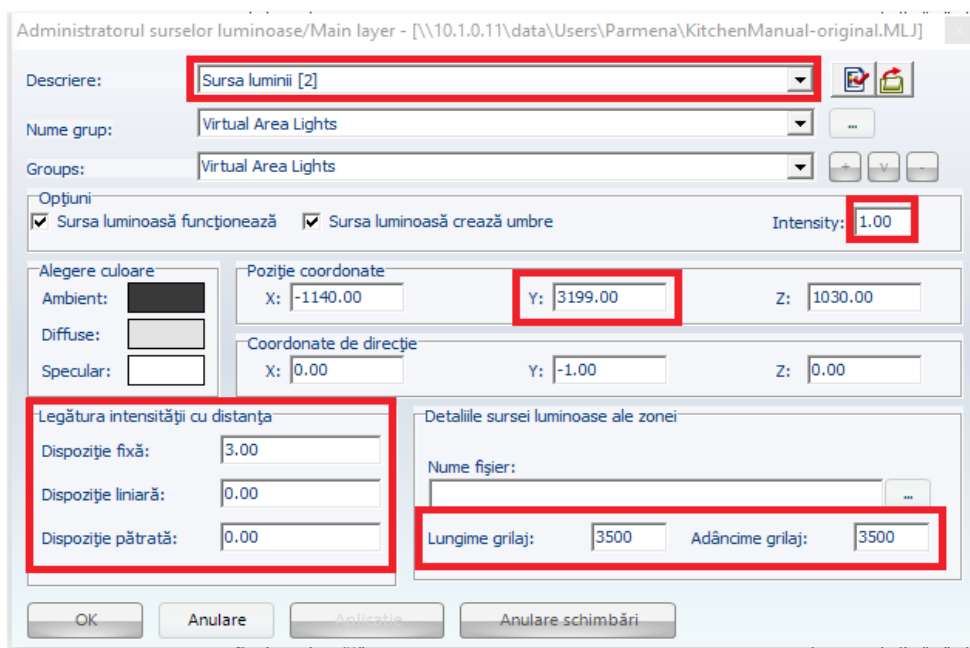 Administratorul surselor luminoase/Main layer - [\\10.1.0.11\data\Users\Parmena\KitchenManual-original.MLJ]
x
Descriere: Sursa luminii [2]
Nume grup: Virtual Area Lights ...
Groups: Virtual Area Lights + v -
Opţiuni
Sursa luminoasă funcţionează Sursa luminoasă crează umbre Intensity: 1.00
Alegere culoare Poziţie coordonate
Ambient: X: -1140.00 Y: 3199.00 Z: 1030.00
Diffuse: Coordonate de direcţie
Specular: X: 0.00 Y: -1.00 Z: 0.00
Legătura intensităţii cu distanţa Detaliile sursei luminoase ale zonei
Dispoziţie fixă: 3.00
Nume fişier:
Dispoziţie liniară: 0.00 ...
Dispoziţie pătrată: 0.00 Lungime grilaj: 3500 Adâncime grilaj: 3500
OK Anulare Aplicaţie Anulare schimbări